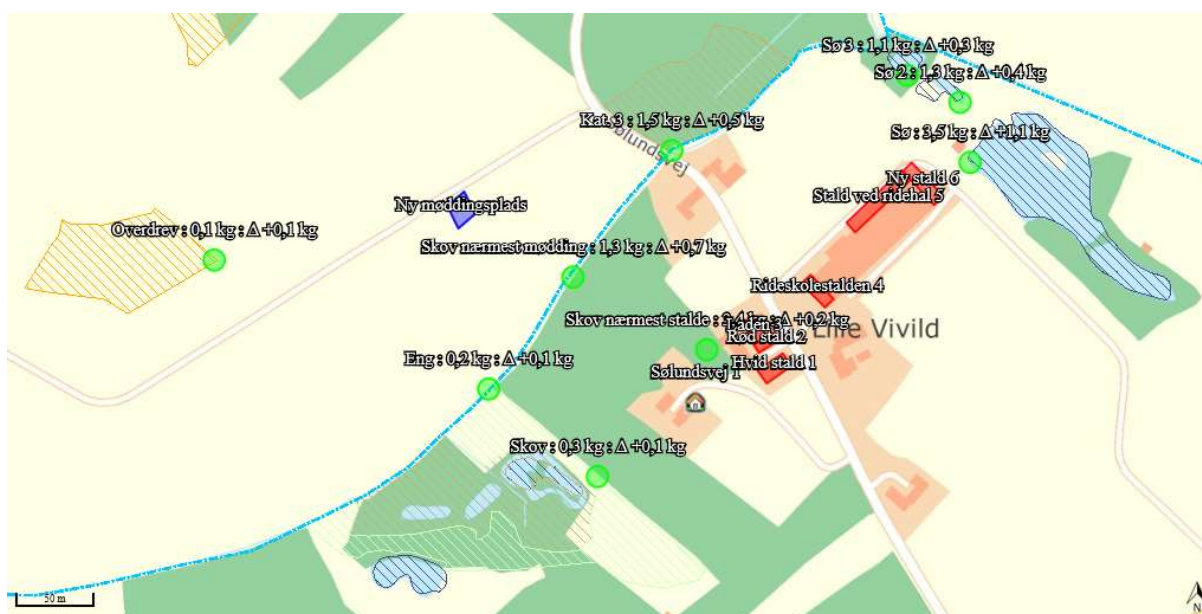 Sø 3 : 1,1 kg : Δ +0,3 kg
Sø 2 : 1,3 kg : Δ +0,4 kg
Kat. 3 : 1,5 kg : Δ +0,5 kg
Sølundsvej
Sø : 3,5 kg : Δ +1,1 kg
Ny stald 6
Stald ved ridehal 5
Ny møddingsplads
Overdrev : 0,1 kg : Δ +0,1 kg
Skov nærmest mødding : 1,3 kg : Δ +0,7 kg
Rideskolestalden 4
Skov nærmest stalde : kg : Δ +0,2 kg
Laden 3
Lille Vivild
Rød stald 2
Hvid stald 1
Eng : 0,2 kg : Δ +0,1 kg
Sølundsvej 1
Skov : 0,3 kg : Δ +0,1 kg
50 m